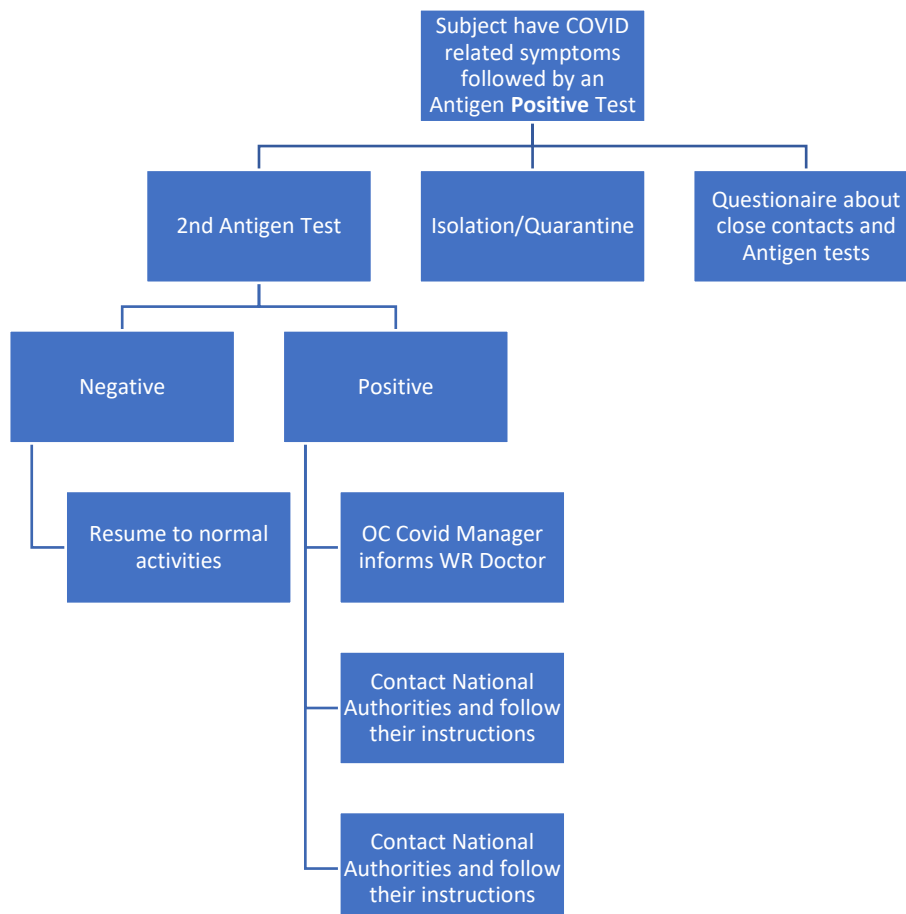 Subject have COVID
related symptoms
followed by an
Antigen Positive Test
2nd Antigen Test
Isolation/Quarantine
Questionaire about
close contacts and
Antigen tests
Negative
Positive
Resume to normal
activities
OC Covid Manager
informs WR Doctor
Contact National
Authorities and follow
their instructions
Contact National
Authorities and follow
their instructions